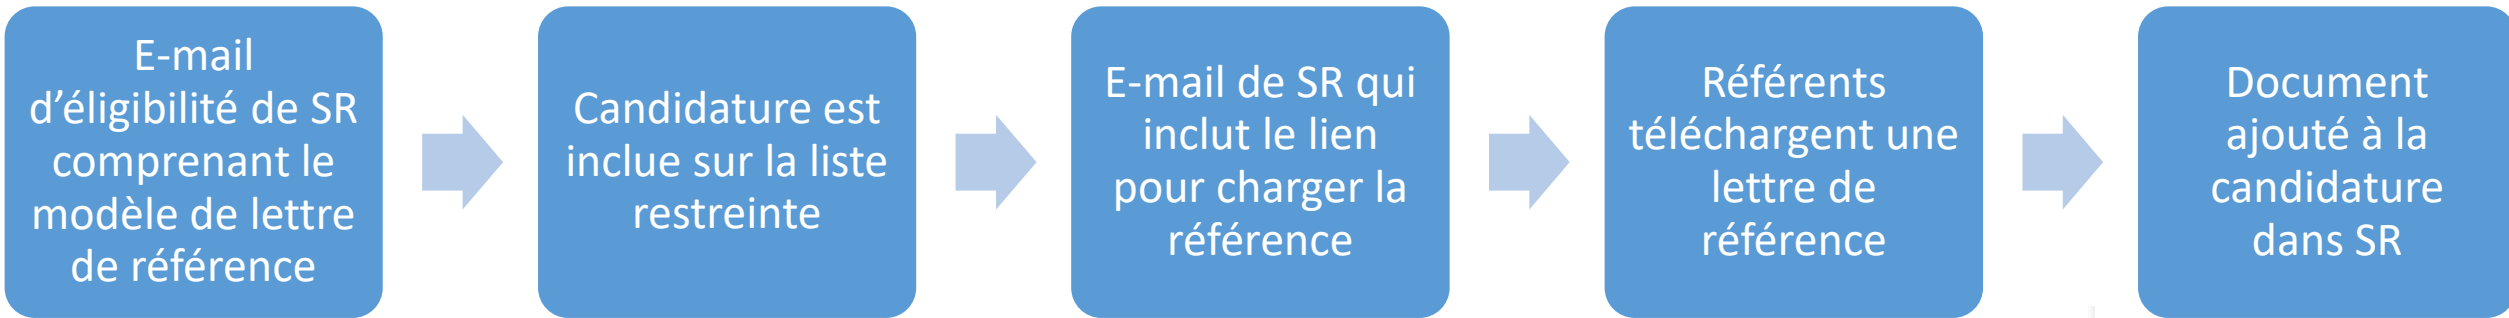 E-mail
d’éligibilité de SR
comprenant le
modèle de lettre
de référence
Candidature est
inclue sur la liste
restreinte
E-mail de SR qui
inclut le lien
pour charger la
référence
Référents
téléchargent une
lettre de
référence
Document
ajouté à la
candidature
dans SR